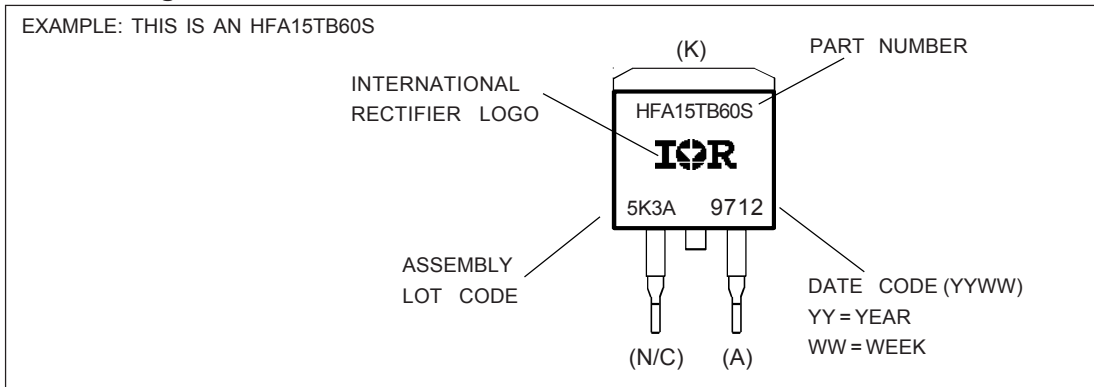 EXAMPLE: THIS IS AN HFA15TB60S
(K)
PART NUMBER
INTERNATIONAL
RECTIFIER LOGO
HFA15TB60S
IOR
5K3A 9712
ASSEMBLY
LOT CODE
DATE CODE (YYWW)
YY = YEAR
WW = WEEK
(N/C) (A)